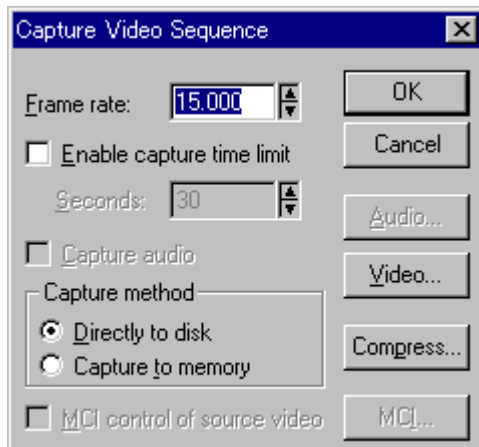 Capture Video Sequence
Frame rate: 15.000
OK
Enable capture time limit
Cancel
Seconds: 30
Audio...
Capture audio
Video...
Capture method
Directly to disk
Capture to memory
Compress...
MCI control of source video
MCI...